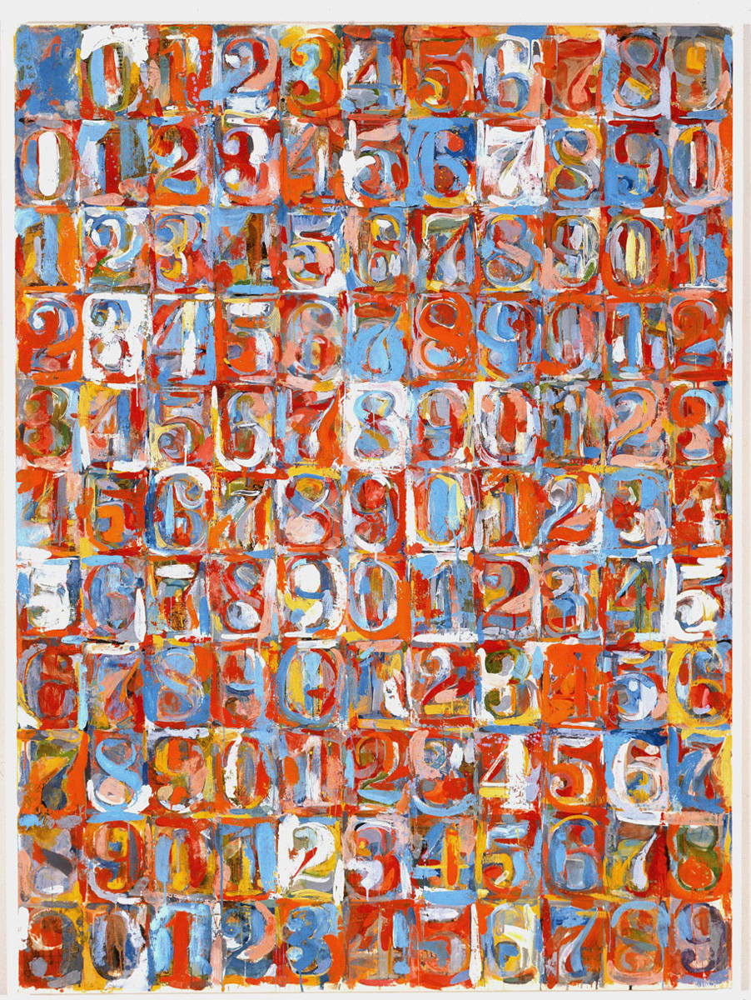 0 1 2 3 4 5 6 7 8 9
0 1 2 3 4 5 6 7 8 9 0
1 2 3 4 5 6 7 8 9 0 1
2 3 4 5 6 7 8 9 0 1 2
3 4 5 6 7 8 9 0 1 2 3
4 5 6 7 8 9 0 1 2 3 4
5 6 7 8 9 0 1 2 3 4 5
6 7 8 9 0 1 2 3 4 5 6
7 8 9 0 1 2 3 4 5 6 7
8 9 0 1 2 3 4 5 6 7 8
9 0 1 2 3 4 5 6 7 8 9